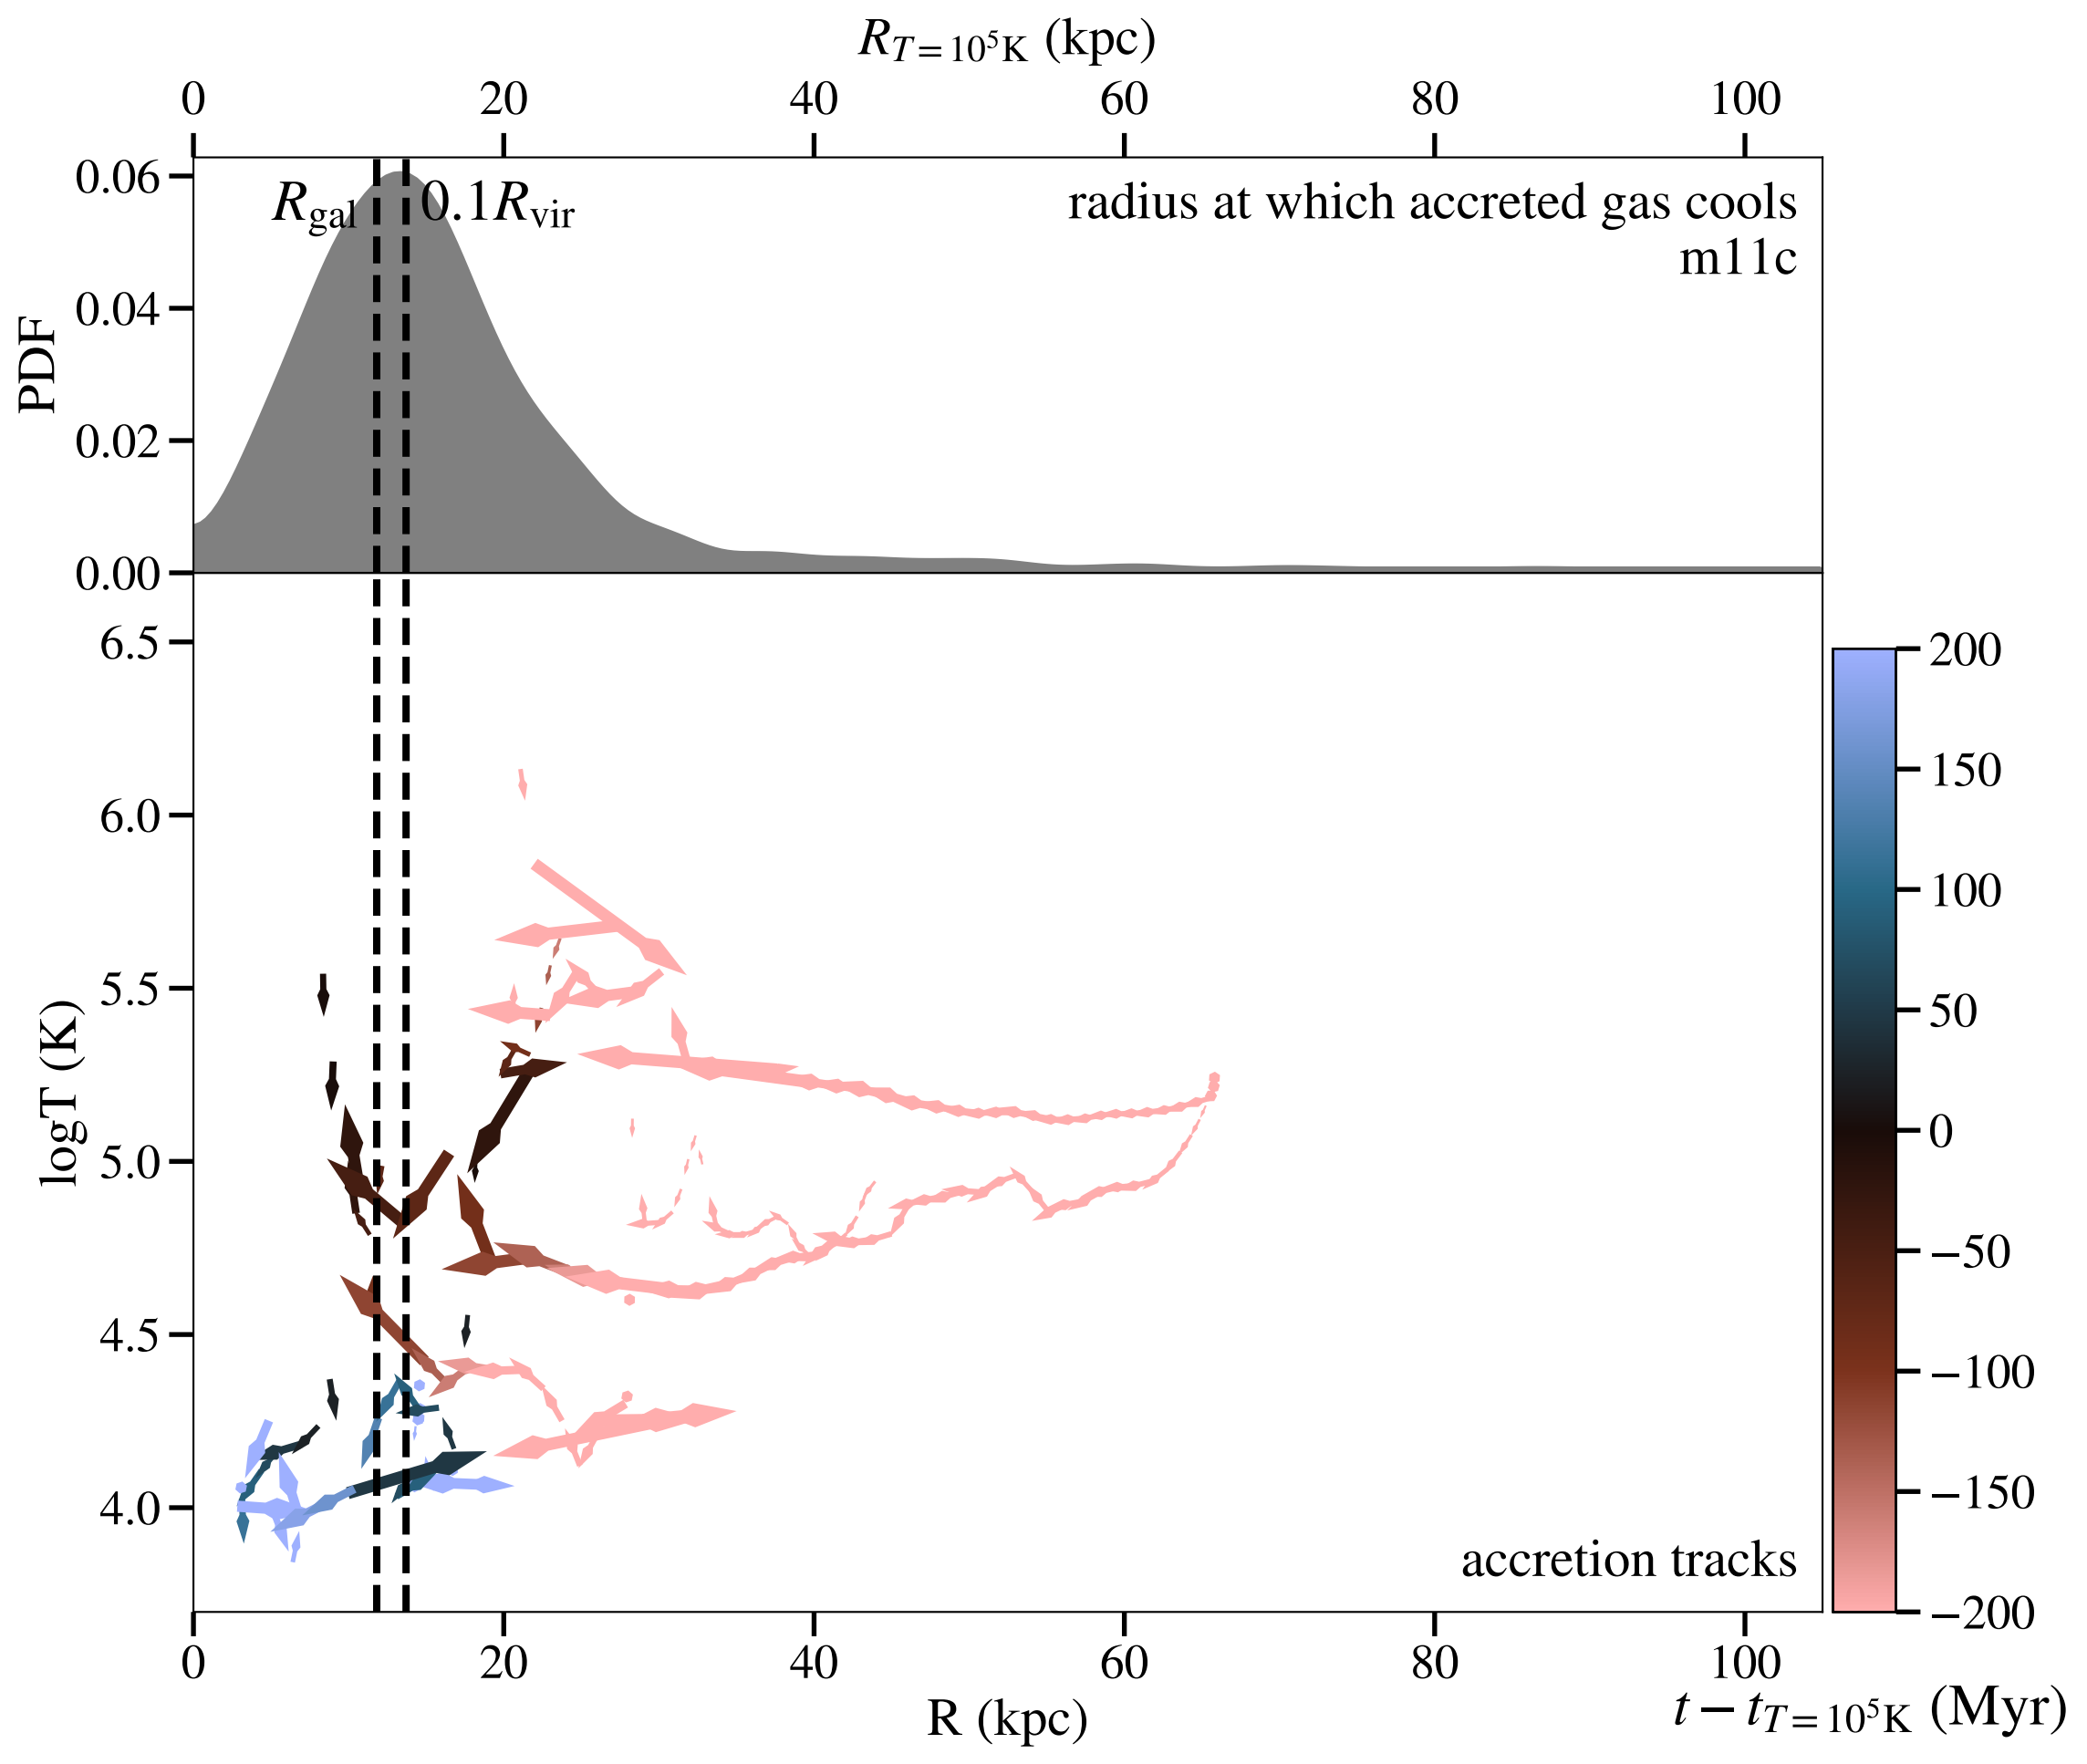 R_T = 10^5K (kpc)
0 20 40 60 80 100
0.06
0.04
0.02
0.00
PDF
R_gal 0.1R_vir
radius at which accreted gas cools
m11c
6.5
6.0
5.5
5.0
4.5
4.0
logT (K)
accretion tracks
0 20 40 60 80 100
R (kpc)
200
150
100
50
0
−50
−100
−150
−200
t − t_T = 10^5K (Myr)